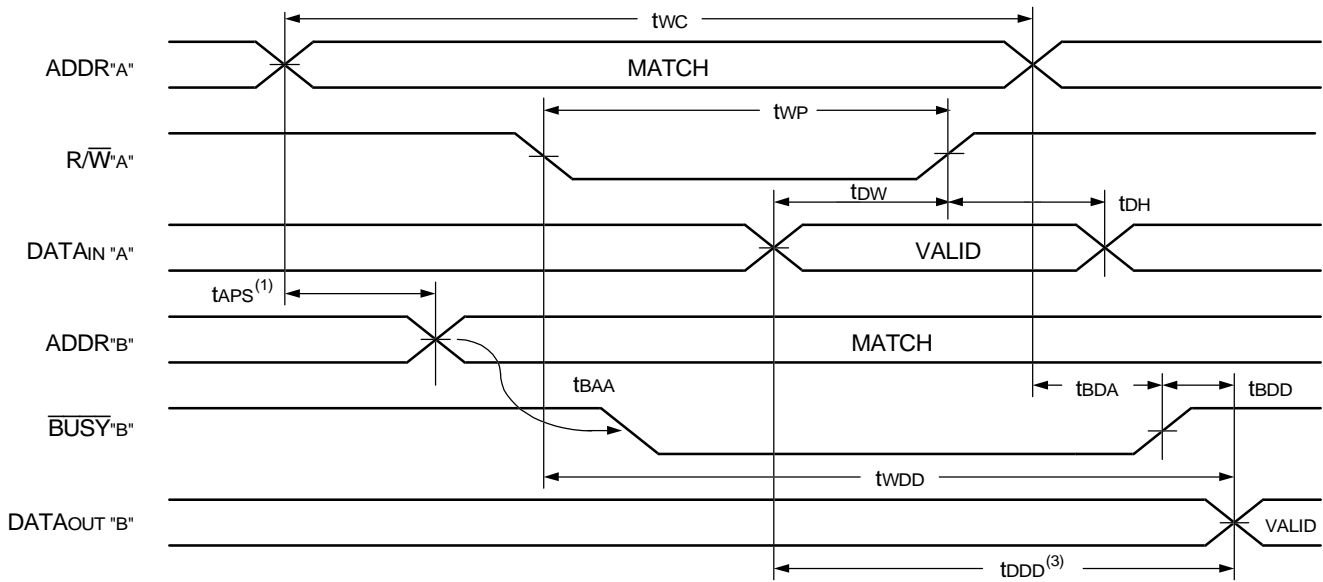 tWC
ADDR"A"
MATCH
tWP
R/W"A"
tDW
tDH
DATAIN "A"
VALID
tAPS(1)
ADDR"B"
MATCH
tBAA
tBDA
tBDD
BUSY"B"
tWDD
DATAOUT "B"
VALID
tDDD(3)